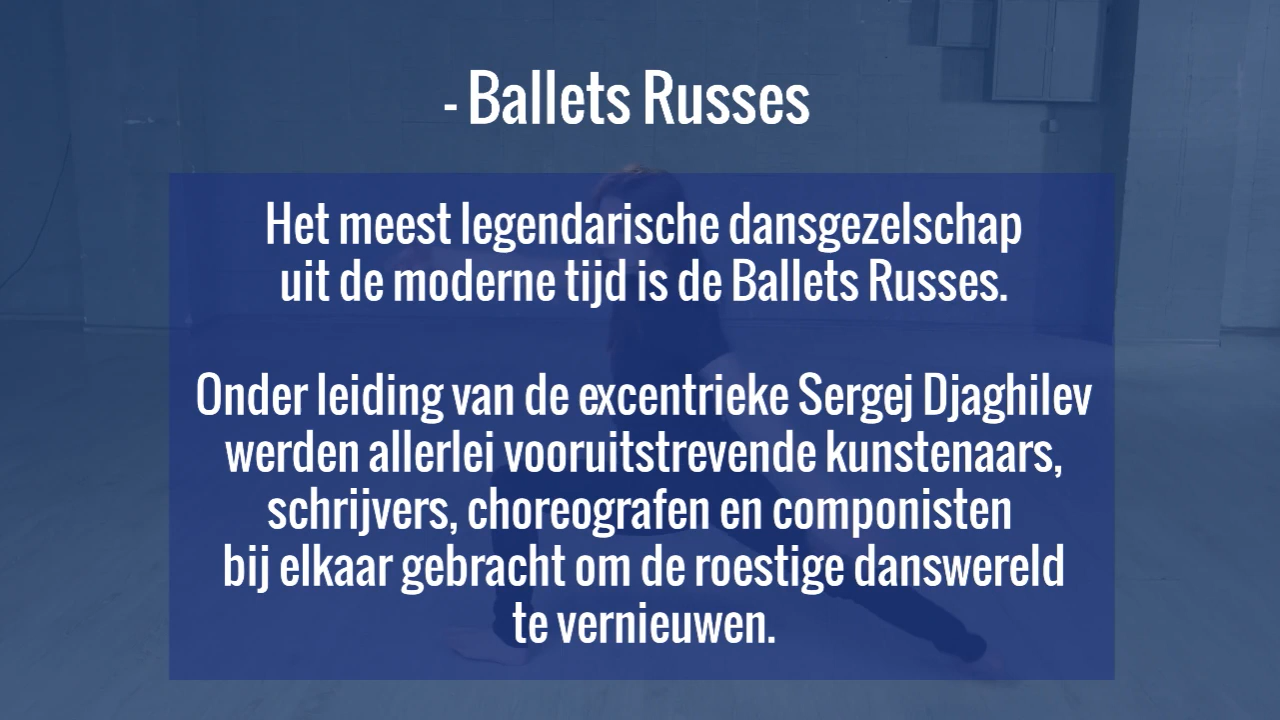 - Ballets Russes
Het meest legendarische dansgezelschap
uit de moderne tijd is de Ballets Russes.
Onder leiding van de excentrieke Sergej Djaghilev
werden allerlei vooruitstrevende kunstenaars,
schrijvers, choreografen en componisten
bij elkaar gebracht om de roestige danswereld
te vernieuwen.